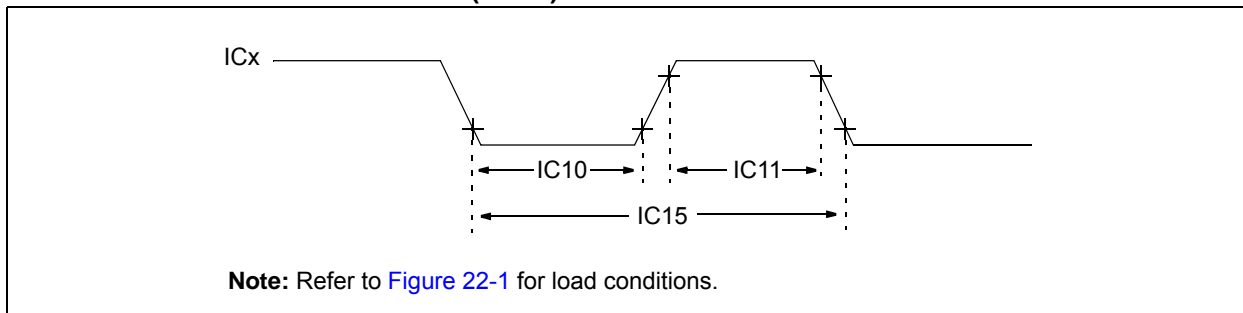 ICx
IC10
IC11
IC15
Note: Refer to Figure 22-1 for load conditions.